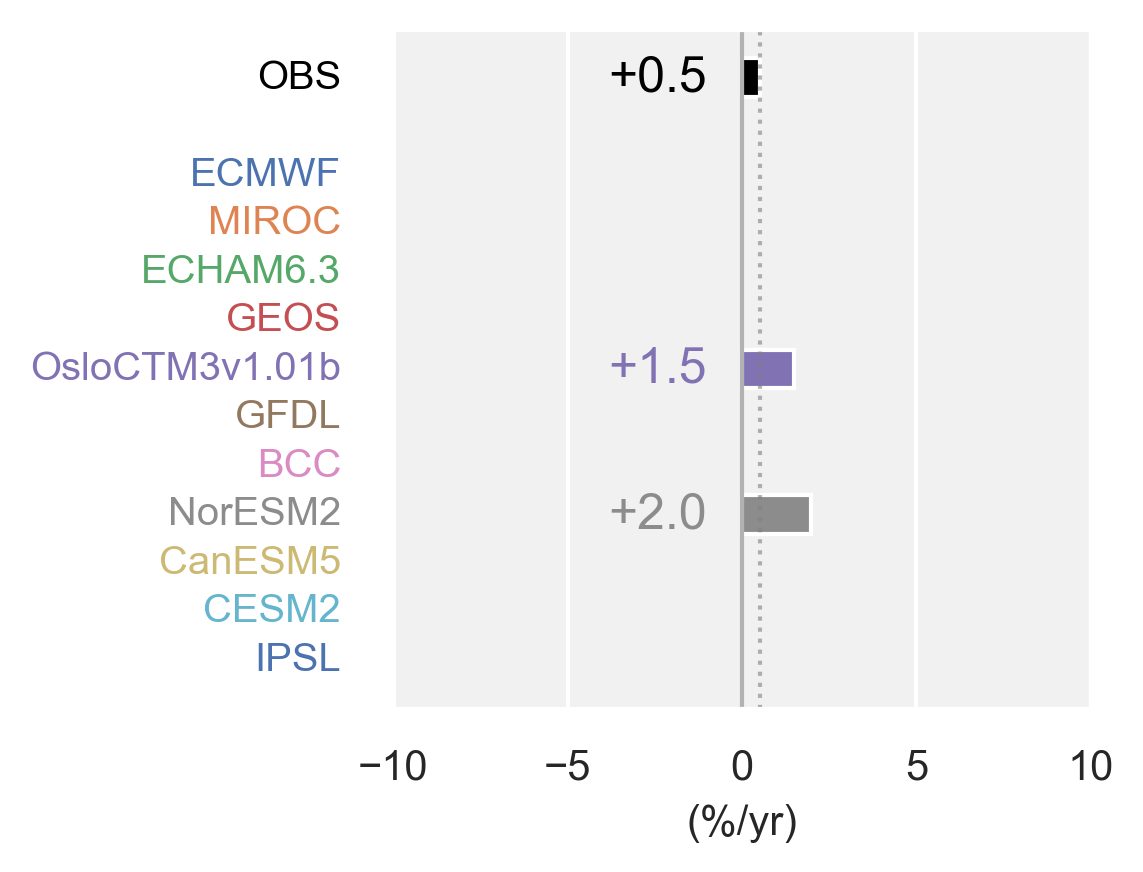 OBS +0.5
ECMWF
MIROC
ECHAM6.3
GEOS
OsloCTM3v1.01b +1.5
GFDL
BCC
NorESM2 +2.0
CanESM5
CESM2
IPSL
−10 −5 0 5 10
(%/yr)